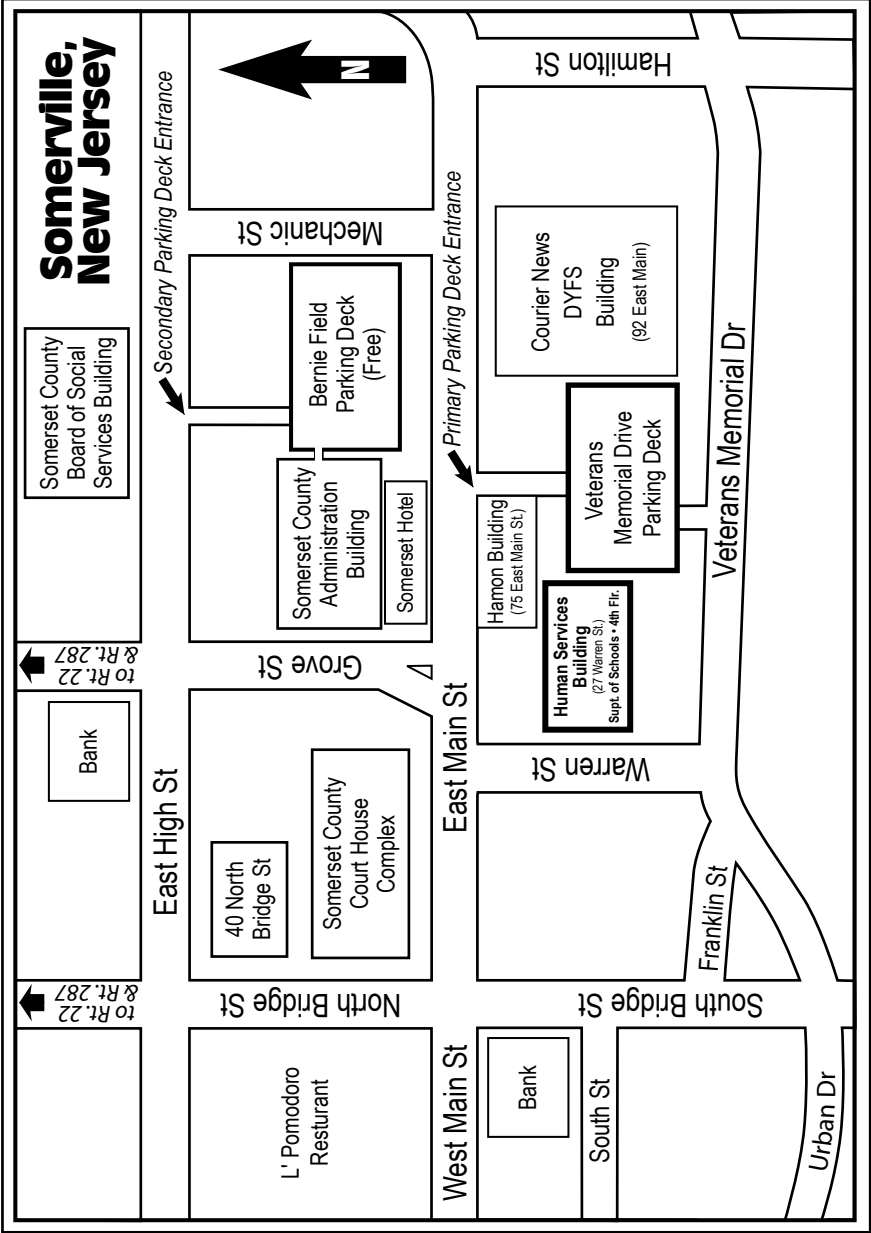 Somerville,
New Jersey
N
to Rt. 22
& Rt. 287
to Rt. 22
& Rt. 287
Bank
Somerset County
Board of Social
Services Building
East High St
Secondary Parking Deck Entrance
L' Pomodoro
Resturant
North Bridge St
40 North
Bridge St
Somerset County
Court House
Complex
Grove St
Somerset County
Administration
Building
Somerset Hotel
Bernie Field
Parking Deck
(Free)
Mechanic St
West Main St
East Main St
Primary Parking Deck Entrance
Bank
South St
South Bridge St
Franklin St
Warren St
Hamon Building
(75 East Main St.)
Human Services
Building
(27 Warren St.)
Supt. of Schools • 4th Flr.
Veterans
Memorial Drive
Parking Deck
Courier News
DYFS
Building
(92 East Main)
Hamilton St
Urban Dr
Veterans Memorial Dr